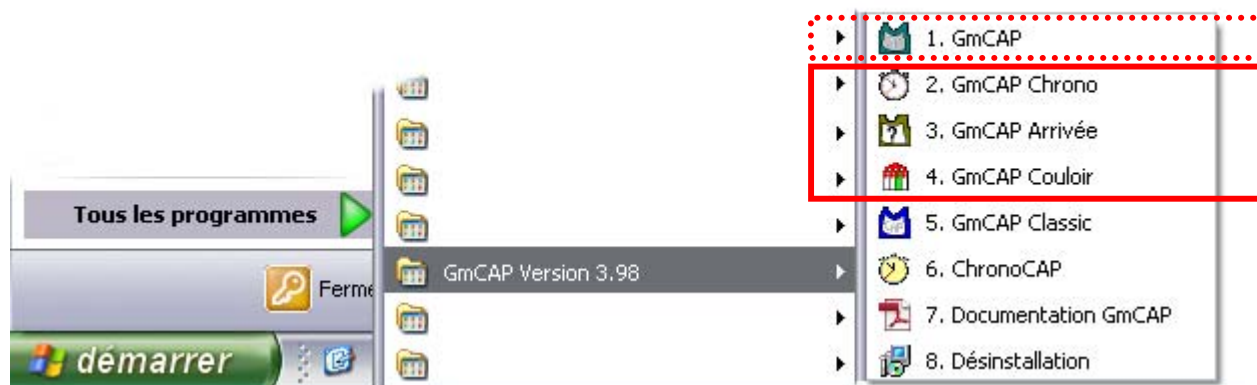 1. GmCAP
2. GmCAP Chrono
3. GmCAP Arrivée
4. GmCAP Couloir
Tous les programmes
5. GmCAP Classic
GmCAP Version 3.98
6. ChronoCAP
Ferme
7. Documentation GmCAP
démarrer
8. Désinstallation